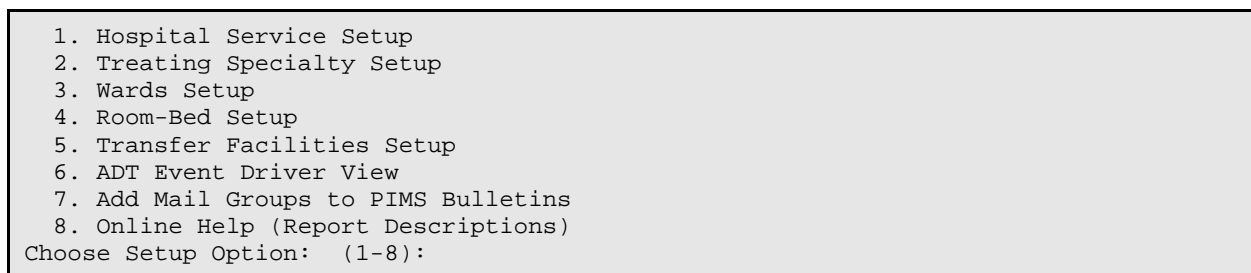 1. Hospital Service Setup
2. Treating Specialty Setup
3. Wards Setup
4. Room-Bed Setup
5. Transfer Facilities Setup
6. ADT Event Driver View
7. Add Mail Groups to PIMS Bulletins
8. Online Help (Report Descriptions)
Choose Setup Option:  (1-8):